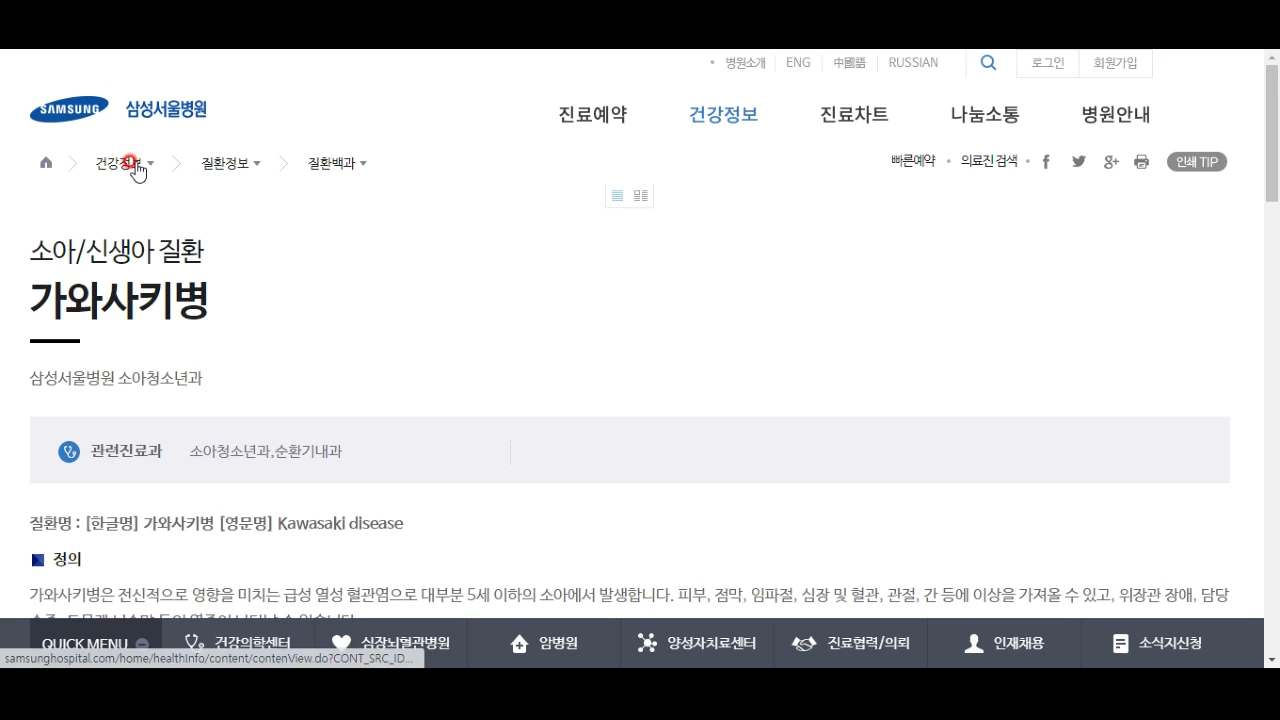 병원소개 ENG 中國語 RUSSIAN 로그인 회원가입
SAMSUNG 삼성서울병원 진료예약 건강정보 진료차트 나눔소통 병원안내
건강정보 질환정보 질환백과 빠른예약 의료진 검색 인쇄 TIP
소아/신생아 질환
가와사키병
삼성서울병원 소아청소년과
관련진료과 소아청소년과,순환기내과
질환명 : [한글명] 가와사키병 [영문명] Kawasaki disease
정의
가와사키병은 전신적으로 영향을 미치는 급성 열성 혈관염으로 대부분 5세 이하의 소아에서 발생합니다. 피부, 점막, 임파절, 심장 및 혈관, 관절, 간 등에 이상을 가져올 수 있고, 위장관 장애, 담당
QUICK MENU 건강의학센터 심장뇌혈관병원 암병원 양성자치료센터 진료협력/의뢰 인재채용 소식지신청
samsunghospital.com/home/healthInfo/content/contenView.do?CONT_SRC_ID...